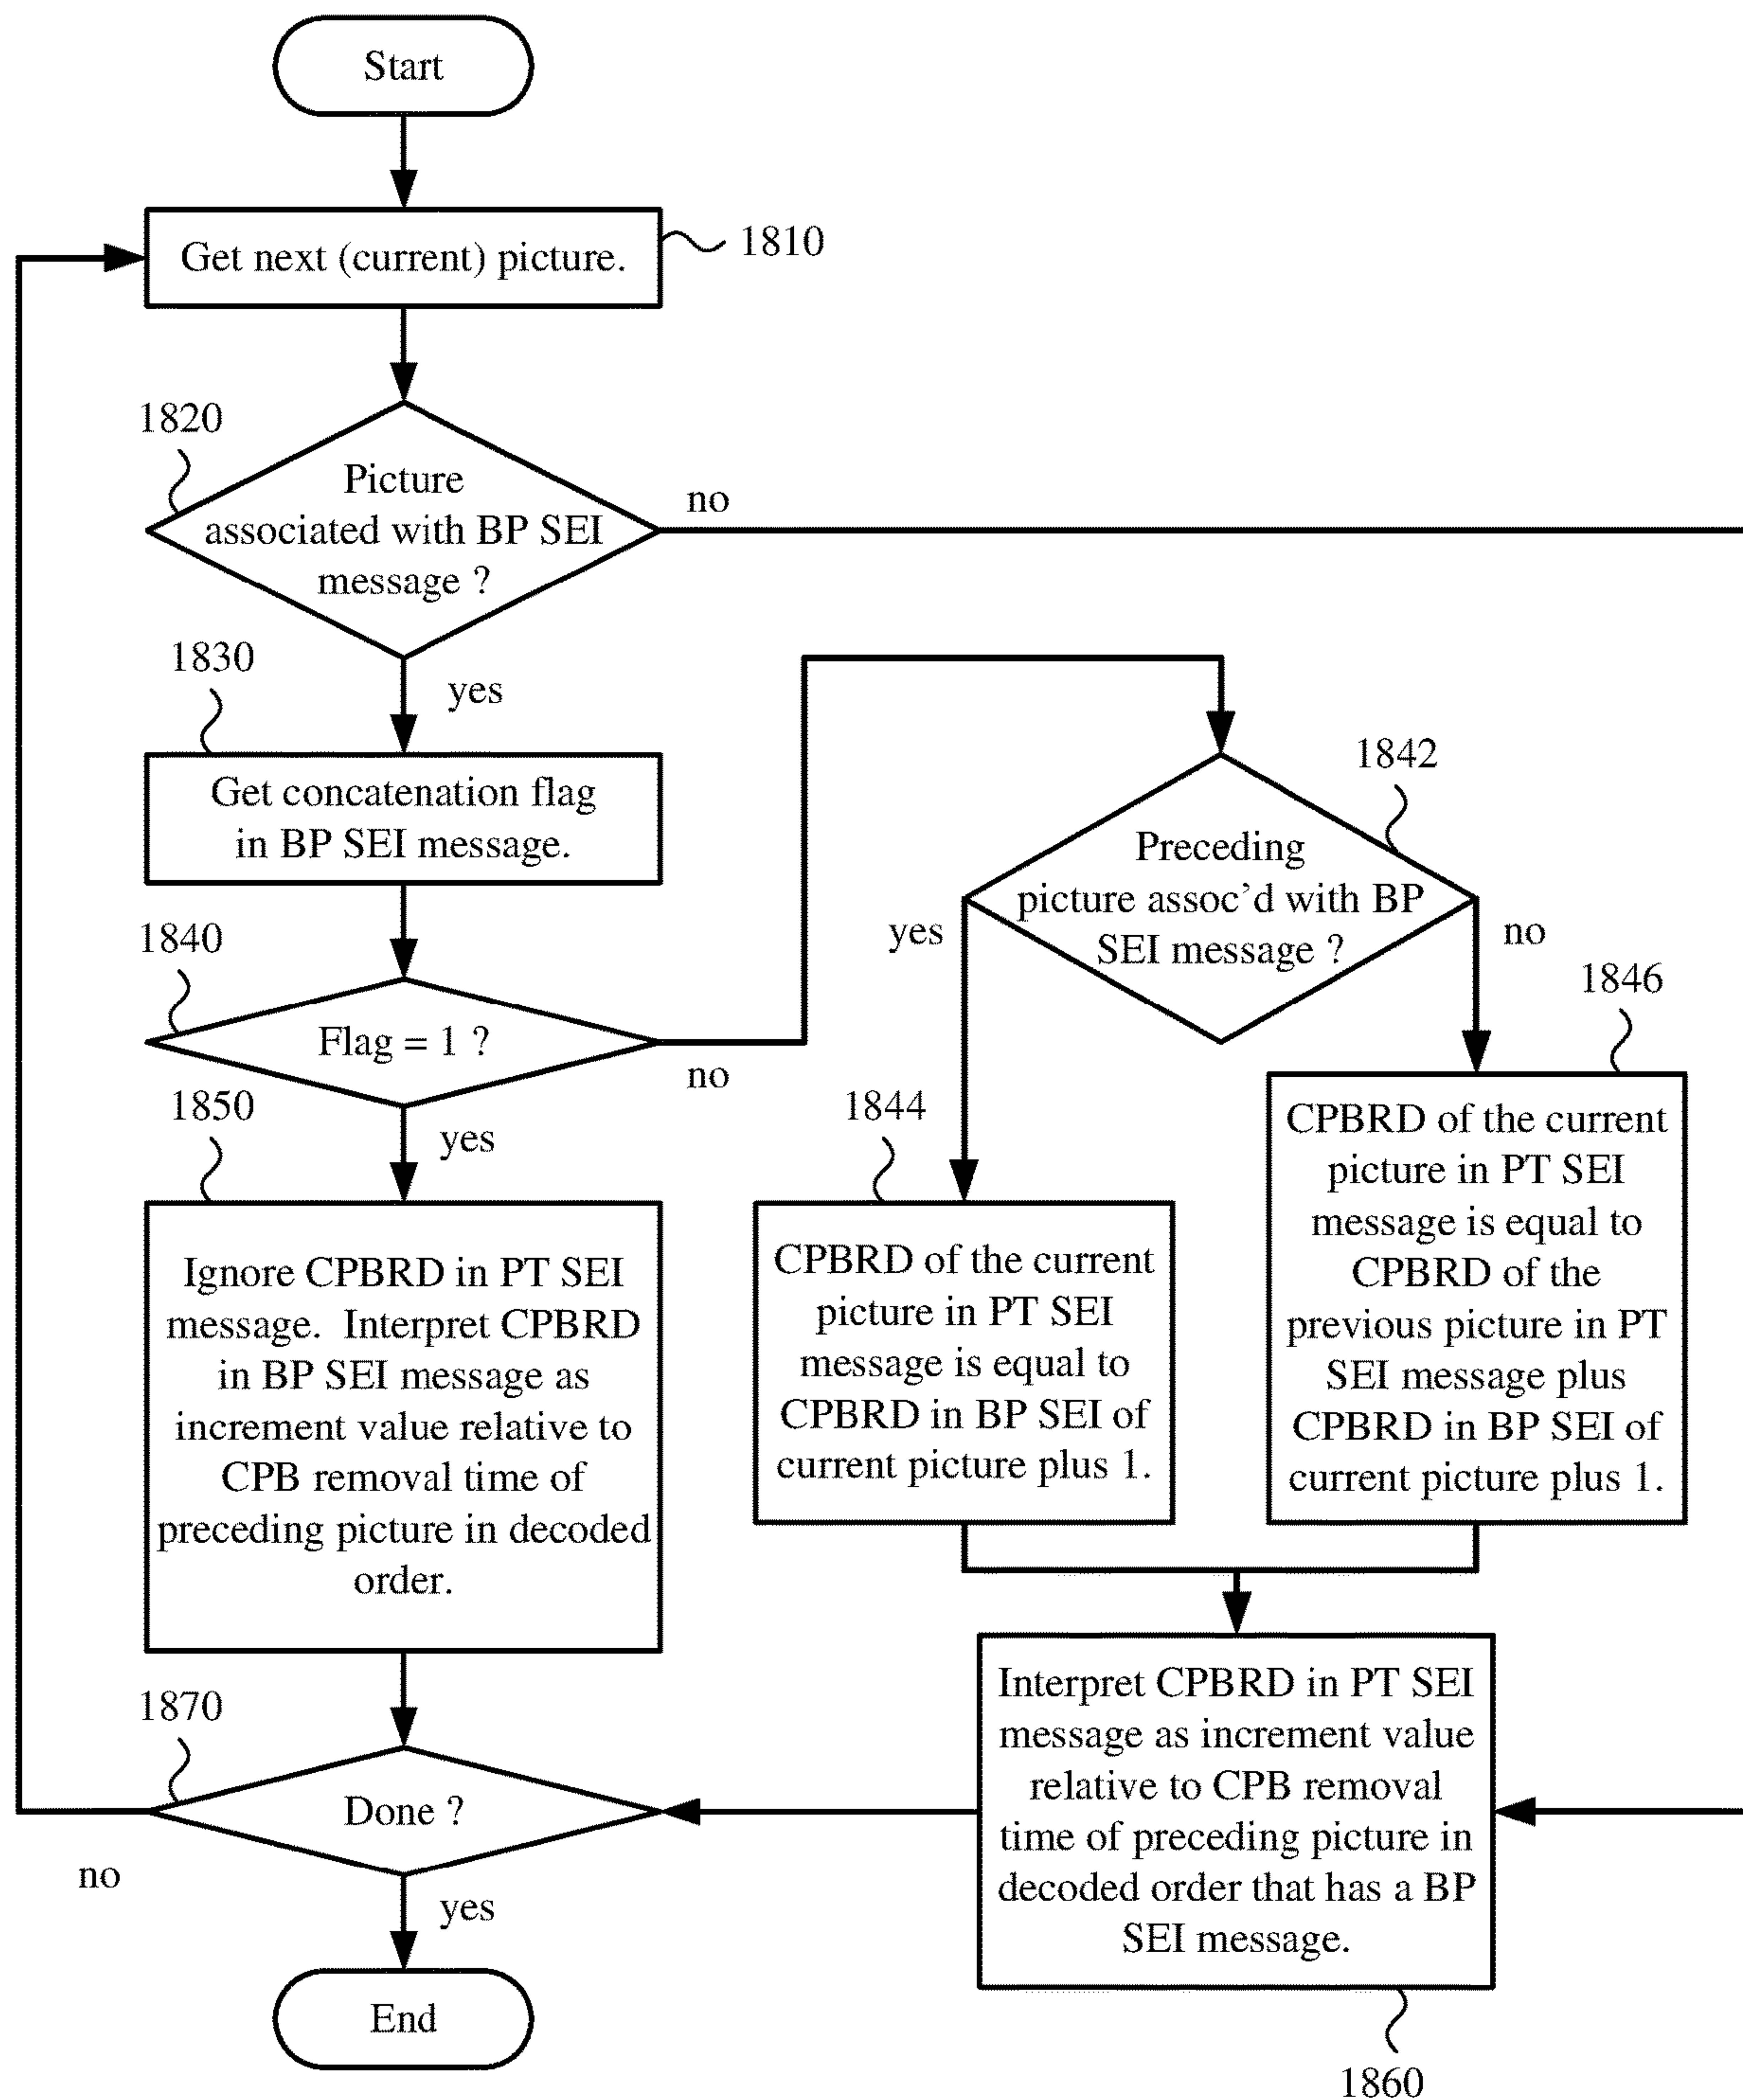 Start
Get next (current) picture.
1810
1820
Picture
associated with BP SEI
message ?
no
1830
yes
Get concatenation flag
in BP SEI message.
1842
Preceding
picture assoc’d with BP
SEI message ?
yes
no
1840
Flag = 1 ?
no
1846
1850
yes
1844
CPBRD of the current
picture in PT SEI
message is equal to
CPBRD of the
previous picture in PT
SEI message plus
CPBRD in BP SEI of
current picture plus 1.
CPBRD of the current
picture in PT SEI
message is equal to
CPBRD in BP SEI of
current picture plus 1.
Ignore CPBRD in PT SEI
message.  Interpret CPBRD
in BP SEI message as
increment value relative to
CPB removal time of
preceding picture in decoded
order.
1870
Done ?
no
yes
Interpret CPBRD in PT SEI
message as increment value
relative to CPB removal
time of preceding picture in
decoded order that has a BP
SEI message.
End
1860